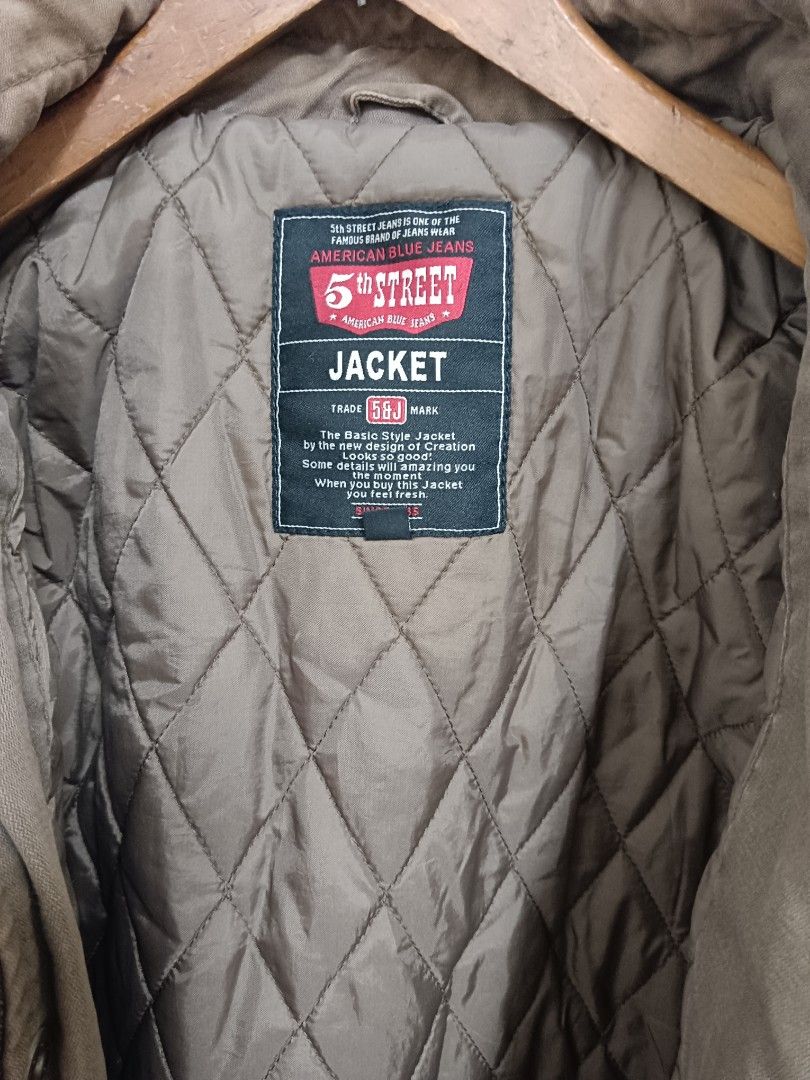 5th STREET JEANS IS ONE OF THE
FAMOUS BRAND OF JEANS WEAR
AMERICAN BLUE JEANS
5th STREET
AMERICAN BLUE JEANS
JACKET
TRADE 5&J MARK
The Basic Style Jacket
by the new design of Creation
Looks so good!
Some details will amazing you
the moment
When you buy this Jacket
you feel fresh.